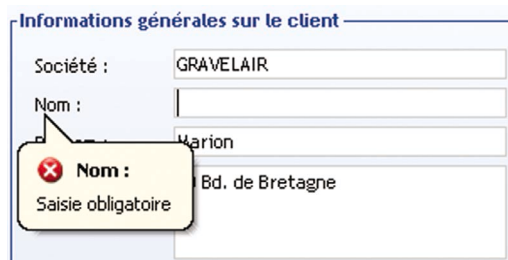 Informations générales sur le client
Société : GRAVELAIR
Nom :
Marion
Bd. de Bretagne
Nom :
Saisie obligatoire